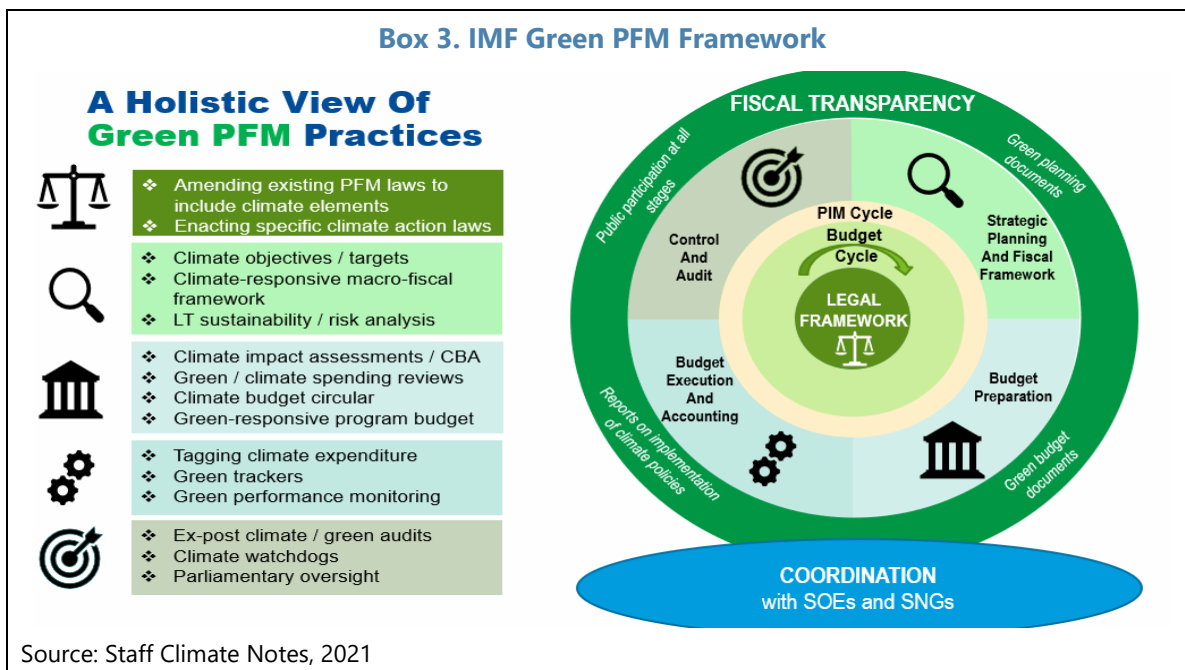 Box 3. IMF Green PFM Framework
A Holistic View Of
Green PFM Practices
❖ Amending existing PFM laws to
include climate elements
❖ Enacting specific climate action laws
❖ Climate objectives / targets
❖ Climate-responsive macro-fiscal
framework
❖ LT sustainability / risk analysis
❖ Climate impact assessments / CBA
❖ Green / climate spending reviews
❖ Climate budget circular
❖ Green-responsive program budget
❖ Tagging climate expenditure
❖ Green trackers
❖ Green performance monitoring
❖ Ex-post climate / green audits
❖ Climate watchdogs
❖ Parliamentary oversight
FISCAL TRANSPARENCY
Public participation at all
stages
Green planning
documents
Control
And
Audit
PIM Cycle
Budget
Cycle
Strategic
Planning
And Fiscal
Framework
LEGAL
FRAMEWORK
Budget
Execution
And
Accounting
Budget
Preparation
Reports on implementation
of climate policies
Green budget
documents
COORDINATION
with SOEs and SNGs
Source: Staff Climate Notes, 2021